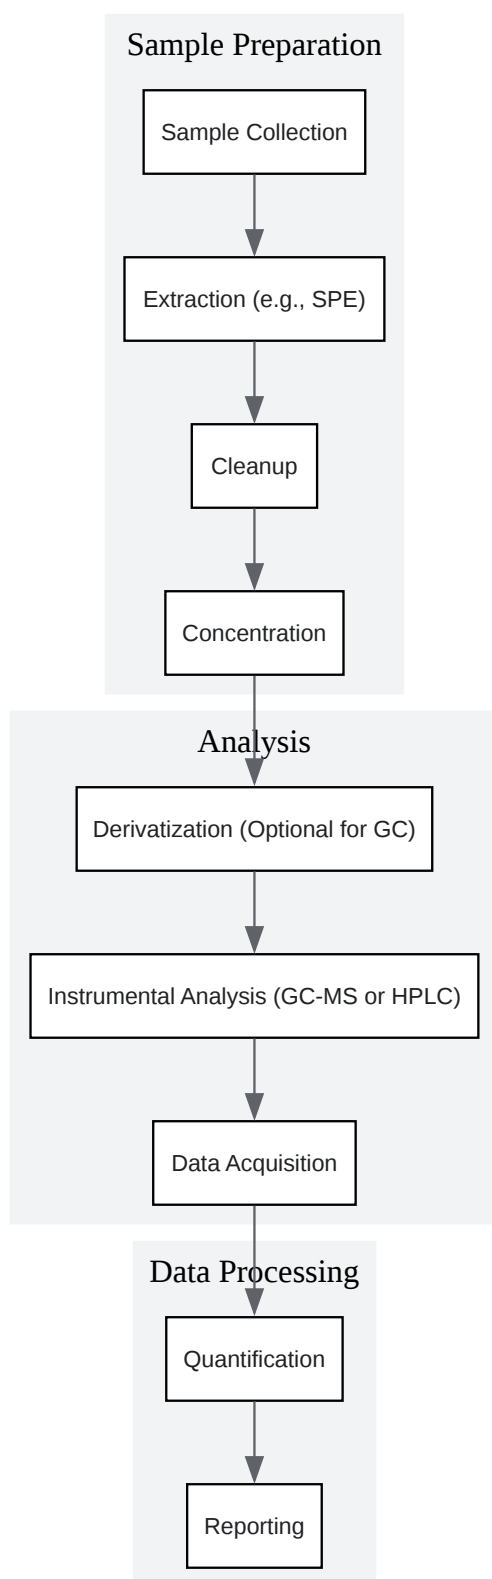 Sample Preparation
Sample Collection
Extraction (e.g., SPE)
Cleanup
Concentration
Analysis
Derivatization (Optional for GC)
Instrumental Analysis (GC-MS or HPLC)
Data Acquisition
Data Processing
Quantification
Reporting